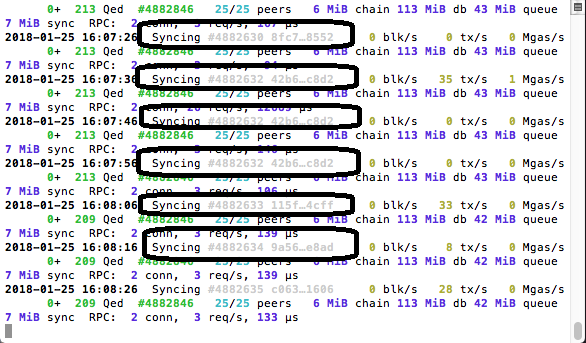 0+ 213 Qed #4882846 25/25 peers 6 MiB chain 113 MiB db 43 MiB queue
7 MiB sync RPC: 2 conn, 3 req/s, 107 µs
2018-01-25 16:07:26 Syncing #4882630 8fc7…8552 0 blk/s 0 tx/s 0 Mgas/s
0+ 213 Qed #4882846 25/25 peers 6 MiB chain 113 MiB db 43 MiB queue
7 MiB sync RPC: 2 conn, 3 req/s, 94 µs
2018-01-25 16:07:36 Syncing #4882632 42b6…c8d2 0 blk/s 35 tx/s 1 Mgas/s
0+ 213 Qed #4882846 25/25 peers 6 MiB chain 113 MiB db 43 MiB queue
7 MiB sync RPC: 2 conn, 20 req/s, µs
2018-01-25 16:07:46 Syncing #4882632 42b6…c8d2 0 blk/s 0 tx/s 0 Mgas/s
0+ 213 Qed #4882846 25/25 peers 6 MiB chain 113 MiB db 43 MiB queue
7 MiB sync RPC: 2 conn, 3 req/s, µs
2018-01-25 16:07:56 Syncing #4882632 42b6…c8d2 0 blk/s 0 tx/s 0 Mgas/s
0+ 213 Qed #4882846 25/25 peers 6 MiB chain 113 MiB db 43 MiB queue
7 MiB sync RPC: 2 conn, 3 req/s, 106 µs
2018-01-25 16:08:06 Syncing #4882633 115f…4cff 0 blk/s 33 tx/s 0 Mgas/s
0+ 209 Qed #4882846 25/25 peers 6 MiB chain 113 MiB db 42 MiB queue
7 MiB sync RPC: 2 conn, 3 req/s, 139 µs
2018-01-25 16:08:16 Syncing #4882634 9a56…e8ad 0 blk/s 8 tx/s 0 Mgas/s
0+ 209 Qed #4882846 25/25 peers 6 MiB chain 113 MiB db 42 MiB queue
7 MiB sync RPC: 2 conn, 3 req/s, 139 µs
2018-01-25 16:08:26 Syncing #4882635 c063…1606 0 blk/s 28 tx/s 0 Mgas/s
0+ 209 Qed #4882846 25/25 peers 6 MiB chain 113 MiB db 42 MiB queue
7 MiB sync RPC: 2 conn, 3 req/s, 133 µs